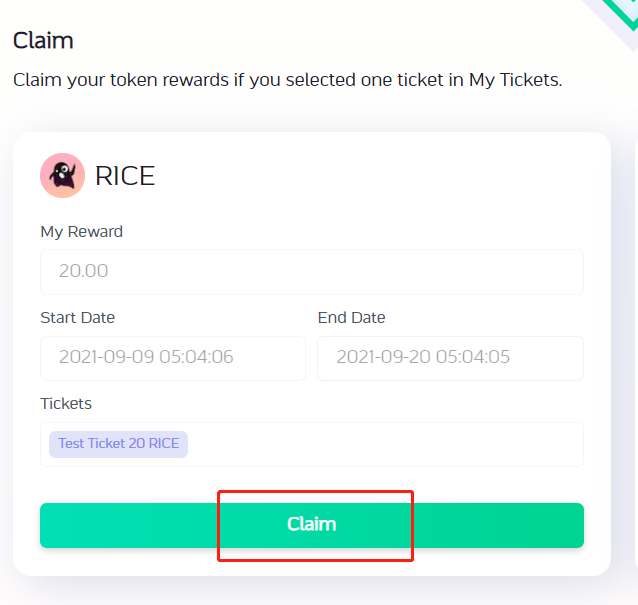 Claim
Claim your token rewards if you selected one ticket in My Tickets.
RICE
My Reward
20.00
Start Date
End Date
2021-09-09 05:04:06
2021-09-20 05:04:05
Tickets
Test Ticket 20 RICE
Claim